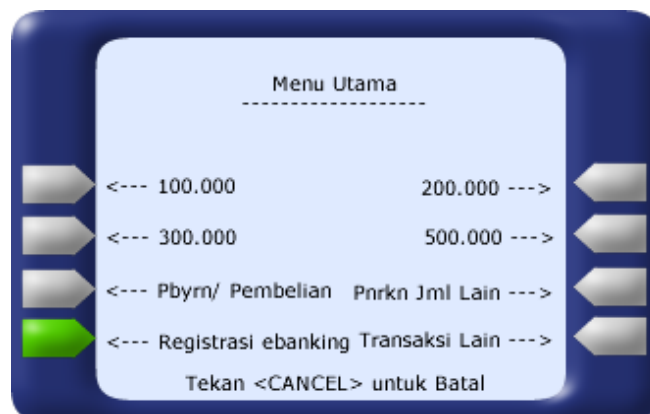 Menu Utama
------------------
<--- 100.000 200.000 --->
<--- 300.000 500.000 --->
<--- Pbyrn/ Pembelian Pnrkn Jml Lain --->
<--- Registrasi ebanking Transaksi Lain --->
Tekan <CANCEL> untuk Batal